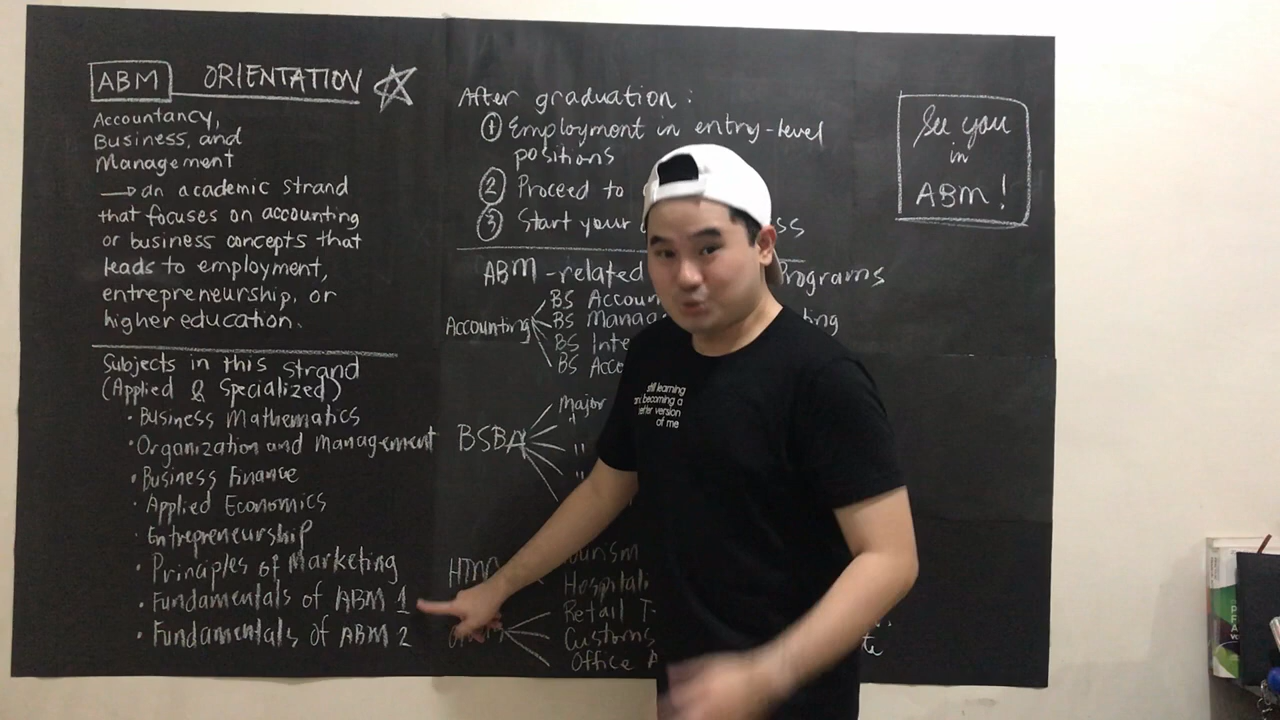 ABM ORIENTATION
Accountancy,
Business, and
Management
→ an academic strand
that focuses on accounting
or business concepts that
leads to employment,
entrepreneurship, or
higher education.
Subjects in this strand
(Applied & Specialized)
• Business Mathematics
• Organization and Management
• Business Finance
• Applied Economics
• Entrepreneurship
• Principles of Marketing
• Fundamentals of ABM 1
• Fundamentals of ABM 2
After graduation:
① Employment in entry-level
positions
② Proceed to
③ Start your
ABM-related Programs
Accounting
BS Accoun
BS Manag
BS Inte
BS Acco
BSBA
Major
"
"
"
HTM
ourism
Hospitali
Retail T
Customs
Office A
See you
in
ABM!
still learning
and becoming a
better version
of me